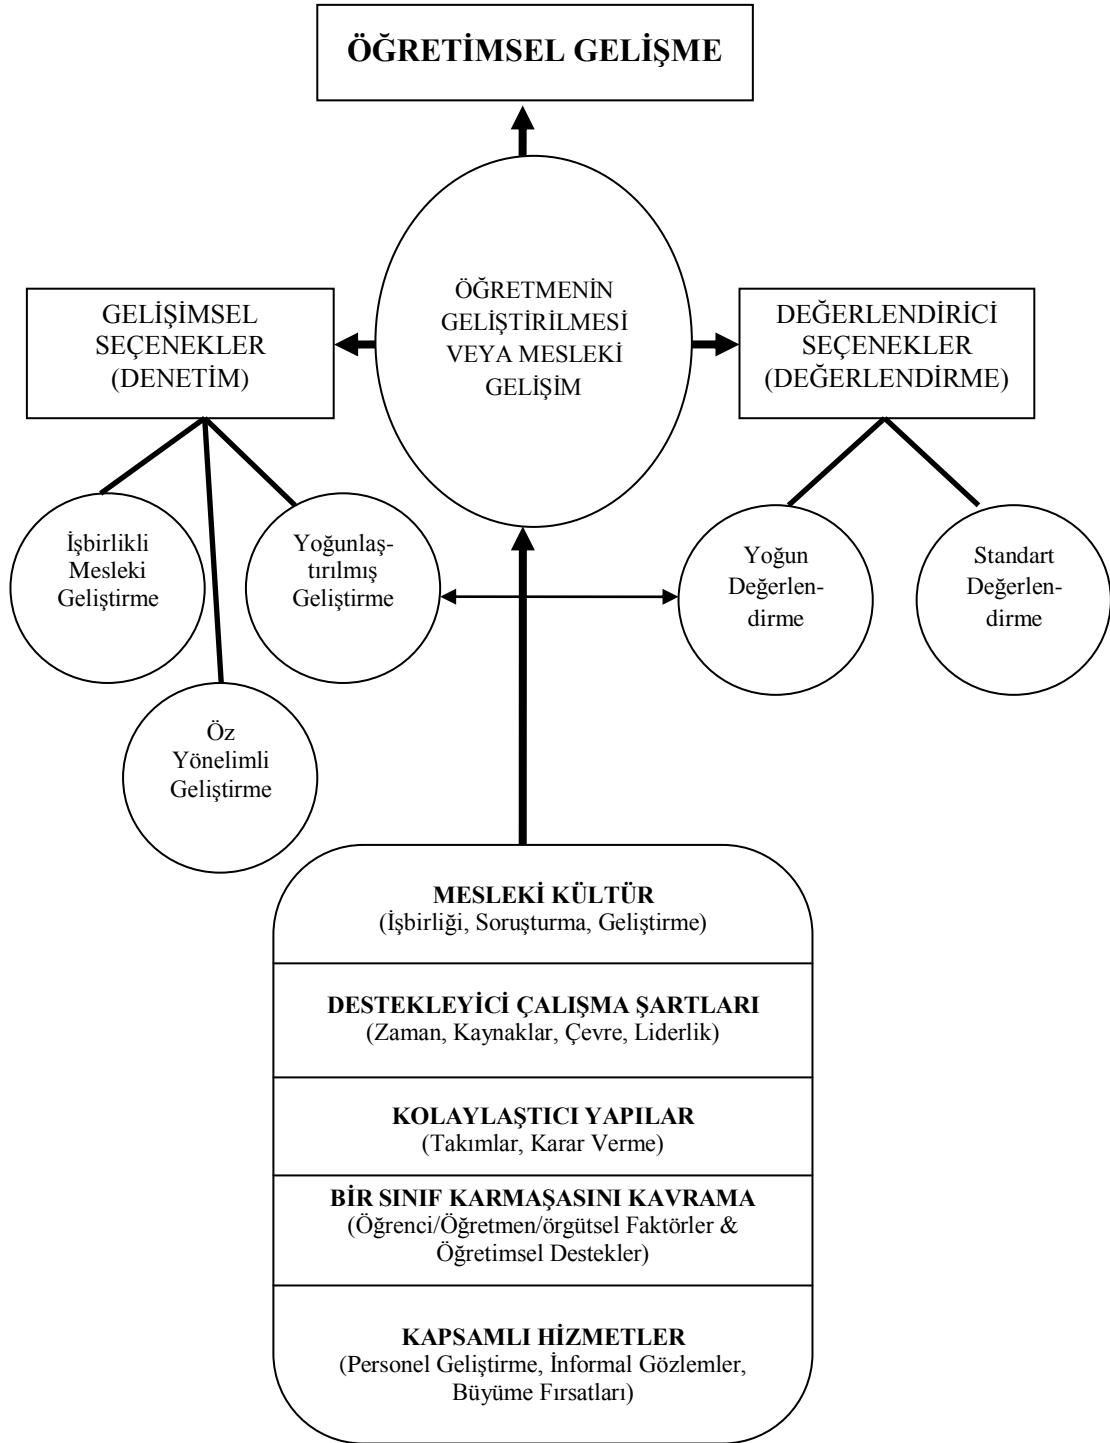 ÖĞRETİMSEL GELİŞME
ÖĞRETMENİN
GELİŞTİRİLMESİ
VEYA MESLEKİ
GELİŞİM
GELİŞİMSEL
SEÇENEKLER
(DENETİM)
DEĞERLENDİRİCİ
SEÇENEKLER
(DEĞERLENDİRME)
İşbirlikli
Mesleki
Geliştirme
Yoğunlaş-
tırılmış
Geliştirme
Yoğun
Değerlen-
dirme
Standart
Değerlen-
dirme
Öz
Yönelimli
Geliştirme
MESLEKİ KÜLTÜR
(İşbirliği, Soruşturma, Geliştirme)
DESTEKLEYİCİ ÇALIŞMA ŞARTLARI
(Zaman, Kaynaklar, Çevre, Liderlik)
KOLAYLAŞTICI YAPILAR
(Takımlar, Karar Verme)
BİR SINIF KARMAŞASINI KAVRAMA
(Öğrenci/Öğretmen/örgütsel Faktörler &
Öğretimsel Destekler)
KAPSAMLI HİZMETLER
(Personel Geliştirme, İnformal Gözlemler,
Büyüme Fırsatları)